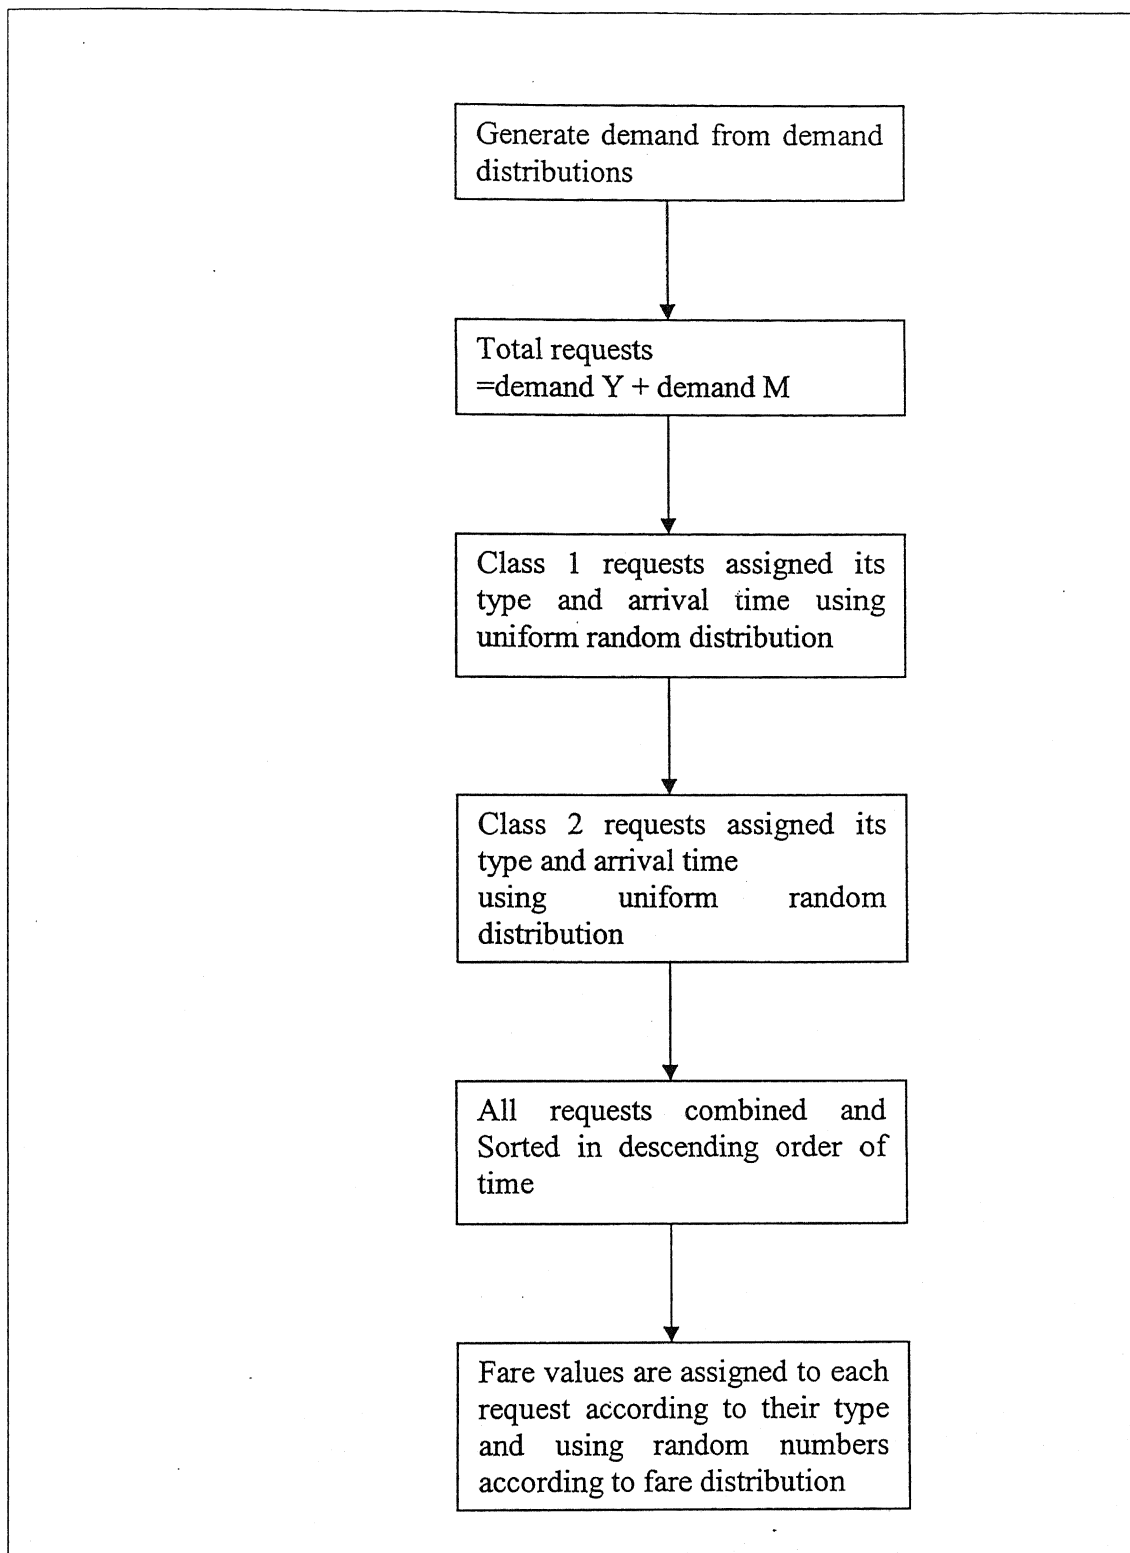 Generate demand from demand
distributions
Total requests
=demand Y + demand M
Class 1 requests assigned its
type and arrival time using
uniform random distribution
Class 2 requests assigned its
type and arrival time
using uniform random
distribution
All requests combined and
Sorted in descending order of
time
Fare values are assigned to each
request according to their type
and using random numbers
according to fare distribution